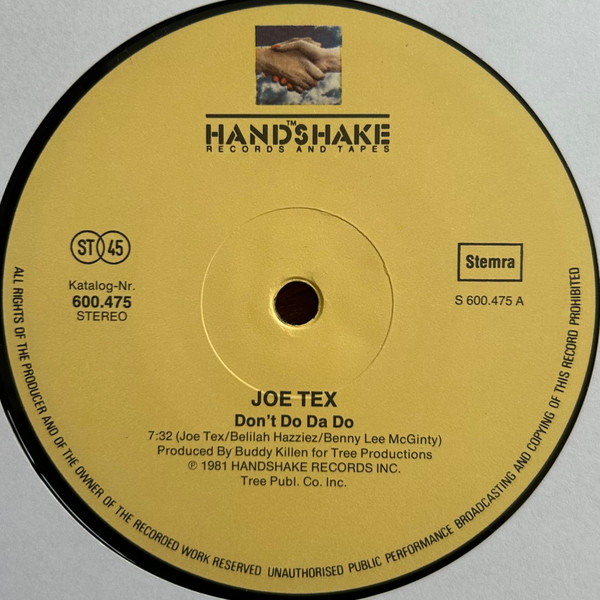 HANDSHAKE™
RECORDS AND TAPES
ST 45
Stemra
Katalog-Nr.
600.475
STEREO
S 600.475 A
JOE TEX
Don't Do Da Do
7:32 (Joe Tex/Belilah Hazziez/Benny Lee McGinty)
Produced By Buddy Killen for Tree Productions
℗ 1981 HANDSHAKE RECORDS INC.
Tree Publ. Co. Inc.
ALL RIGHTS OF THE PRODUCER AND OF THE OWNER OF THE RECORDED WORK RESERVED UNAUTHORISED PUBLIC PERFORMANCE BROADCASTING AND COPYING OF THIS RECORD PROHIBITED